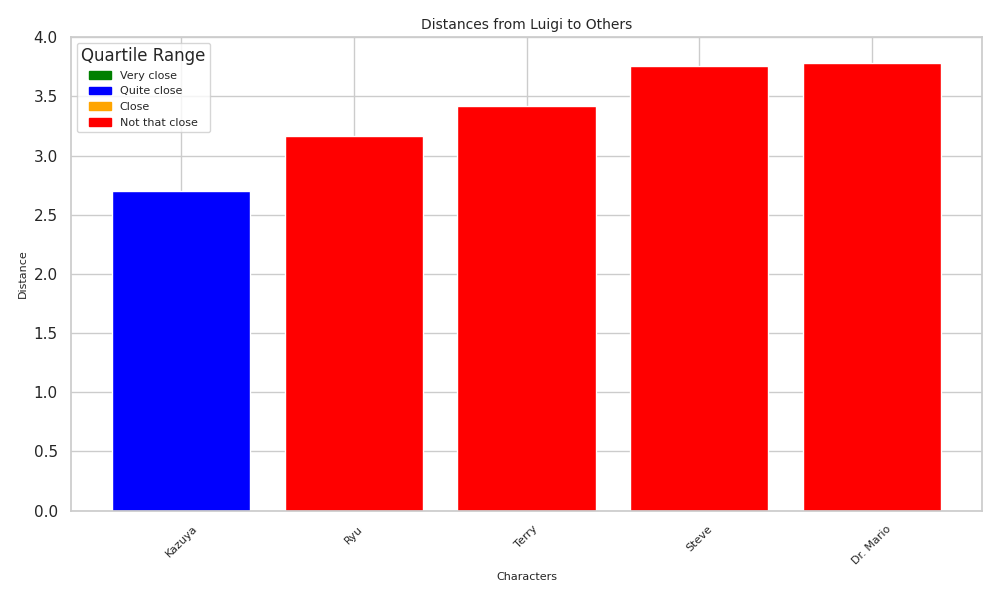 Distances from Luigi to Others
Quartile Range
Very close
Quite close
Close
Not that close
4.0
3.5
3.0
2.5
2.0
1.5
1.0
0.5
0.0
Distance
Kazuya
Ryu
Terry
Steve
Dr. Mario
Characters